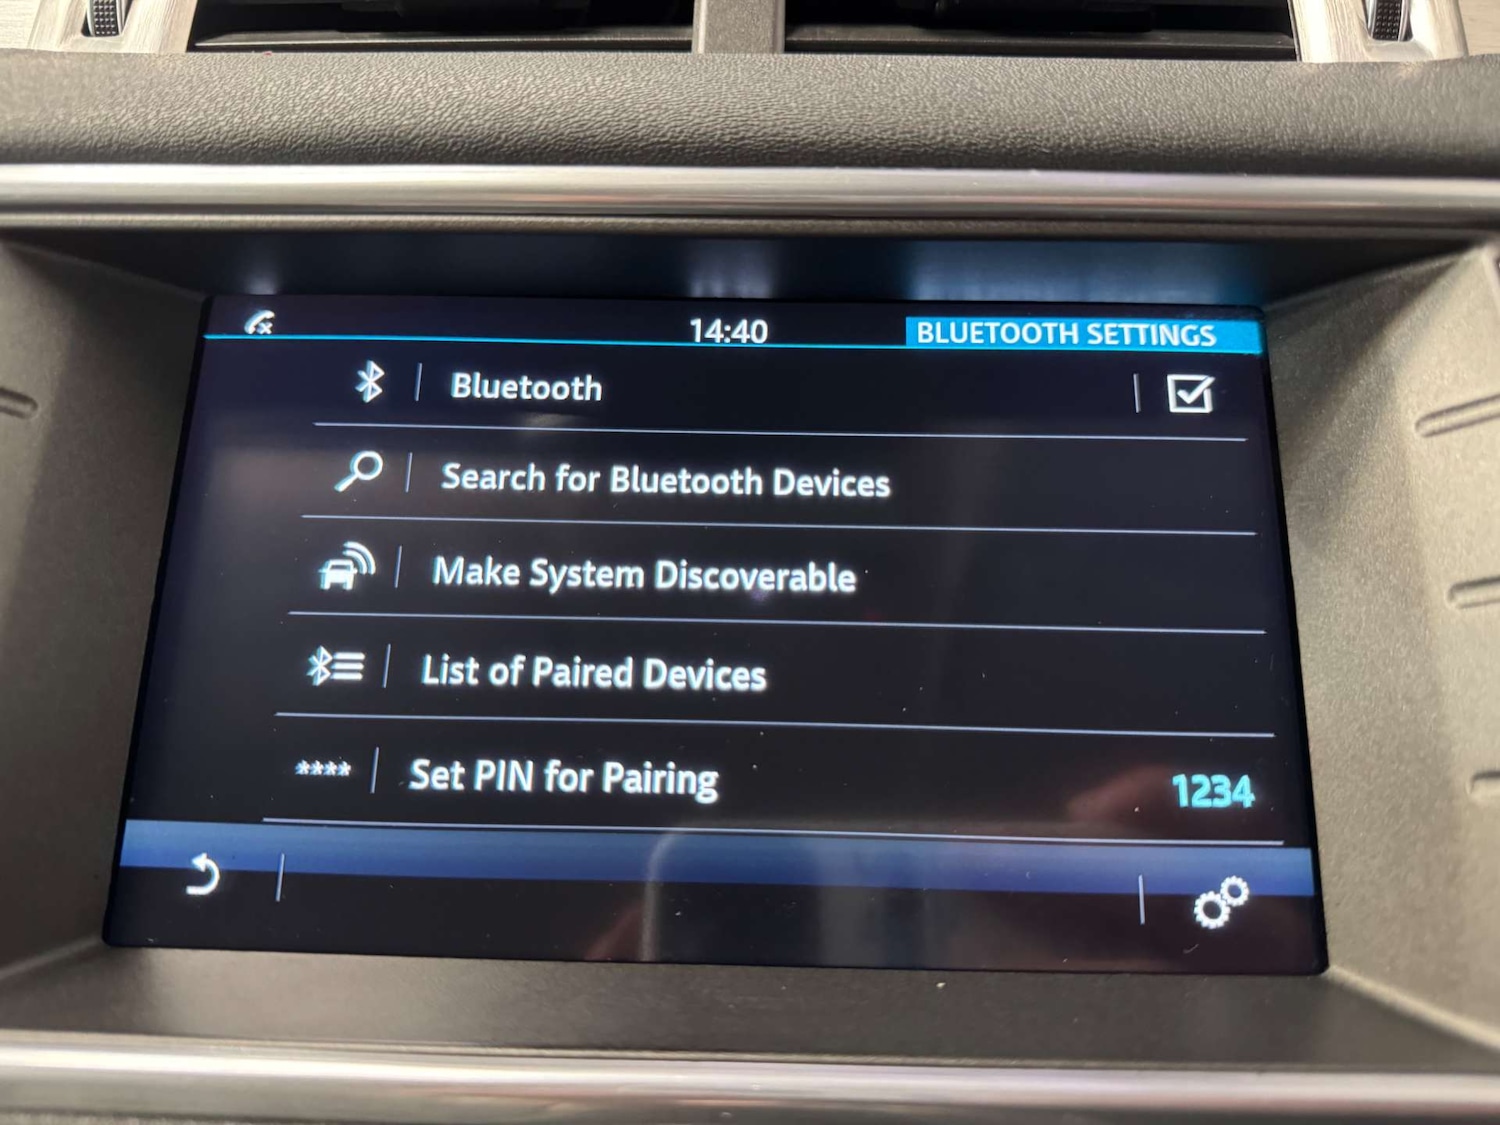 14:40
BLUETOOTH SETTINGS
Bluetooth
Search for Bluetooth Devices
Make System Discoverable
List of Paired Devices
**** Set PIN for Pairing 1234